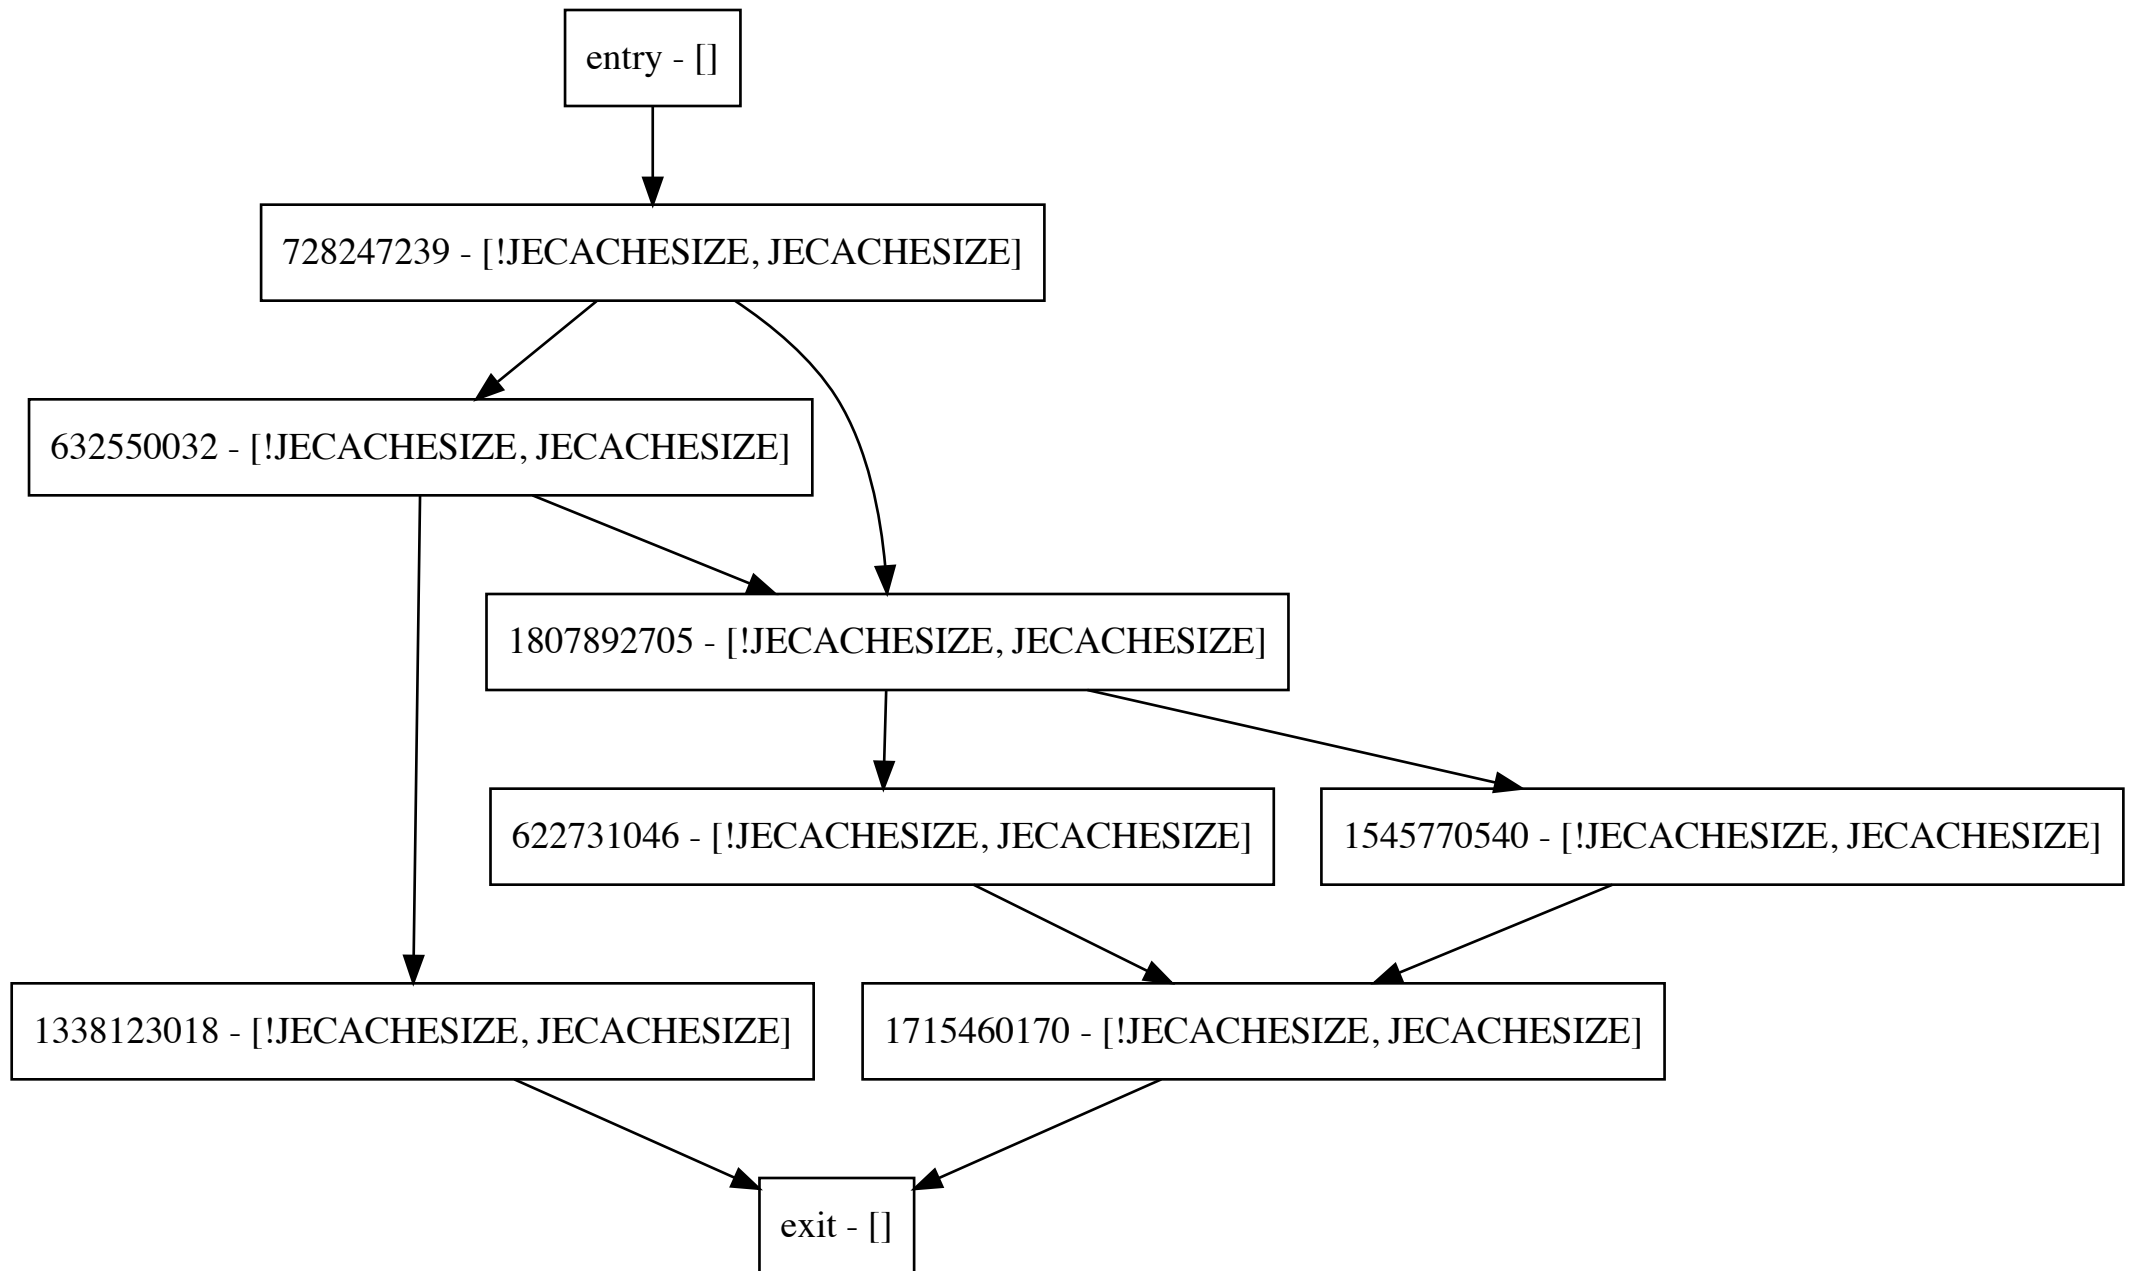 entry - []
728247239 - [!JECACHESIZE, JECACHESIZE]
632550032 - [!JECACHESIZE, JECACHESIZE]
1807892705 - [!JECACHESIZE, JECACHESIZE]
622731046 - [!JECACHESIZE, JECACHESIZE]
1545770540 - [!JECACHESIZE, JECACHESIZE]
1338123018 - [!JECACHESIZE, JECACHESIZE]
1715460170 - [!JECACHESIZE, JECACHESIZE]
exit - []